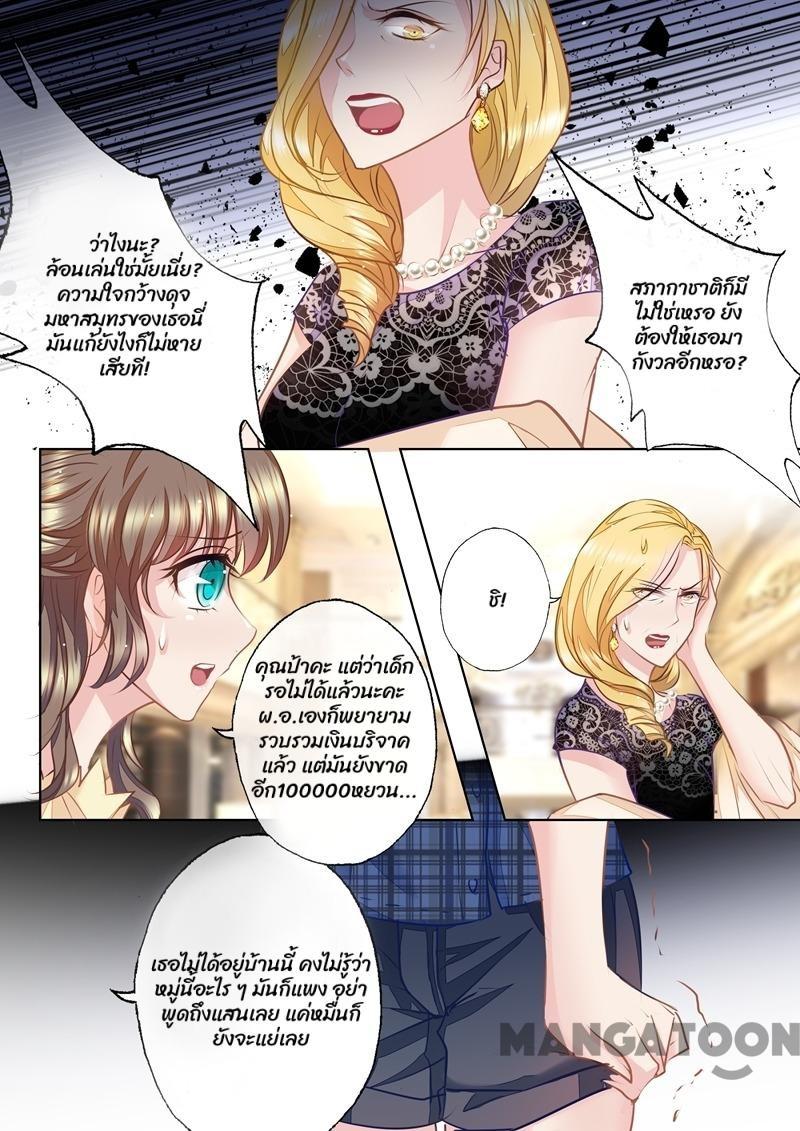 ว่าไงนะ?
ล้อนเล่นใช่มั้ยเนี่ย?
ความใจกว้างดุจ
มหาสมุทรของเธอนี่
มันแก้ยังไงก็ไม่หาย
เสียที!
สภากาชาติก็มี
ไม่ใช่เหรอ ยัง
ต้องให้เธอมา
กังวลอีกหรอ?
ชิ!
คุณป้าคะ แต่ว่าเด็ก
รอไม่ได้แล้วนะคะ
ผ.อ.เองก็พยายาม
รวบรวมเงินบริจาค
แล้ว แต่มันยังขาด
อีก100000หยวน...
เธอไม่ได้อยู่บ้านนี้ คงไม่รู้ว่า
หมู่นี้อะไร ๆ มันก็แพง อย่า
พูดถึงแสนเลย แค่หมื่นก็
ยังจะแย่เลย
MANGATOON